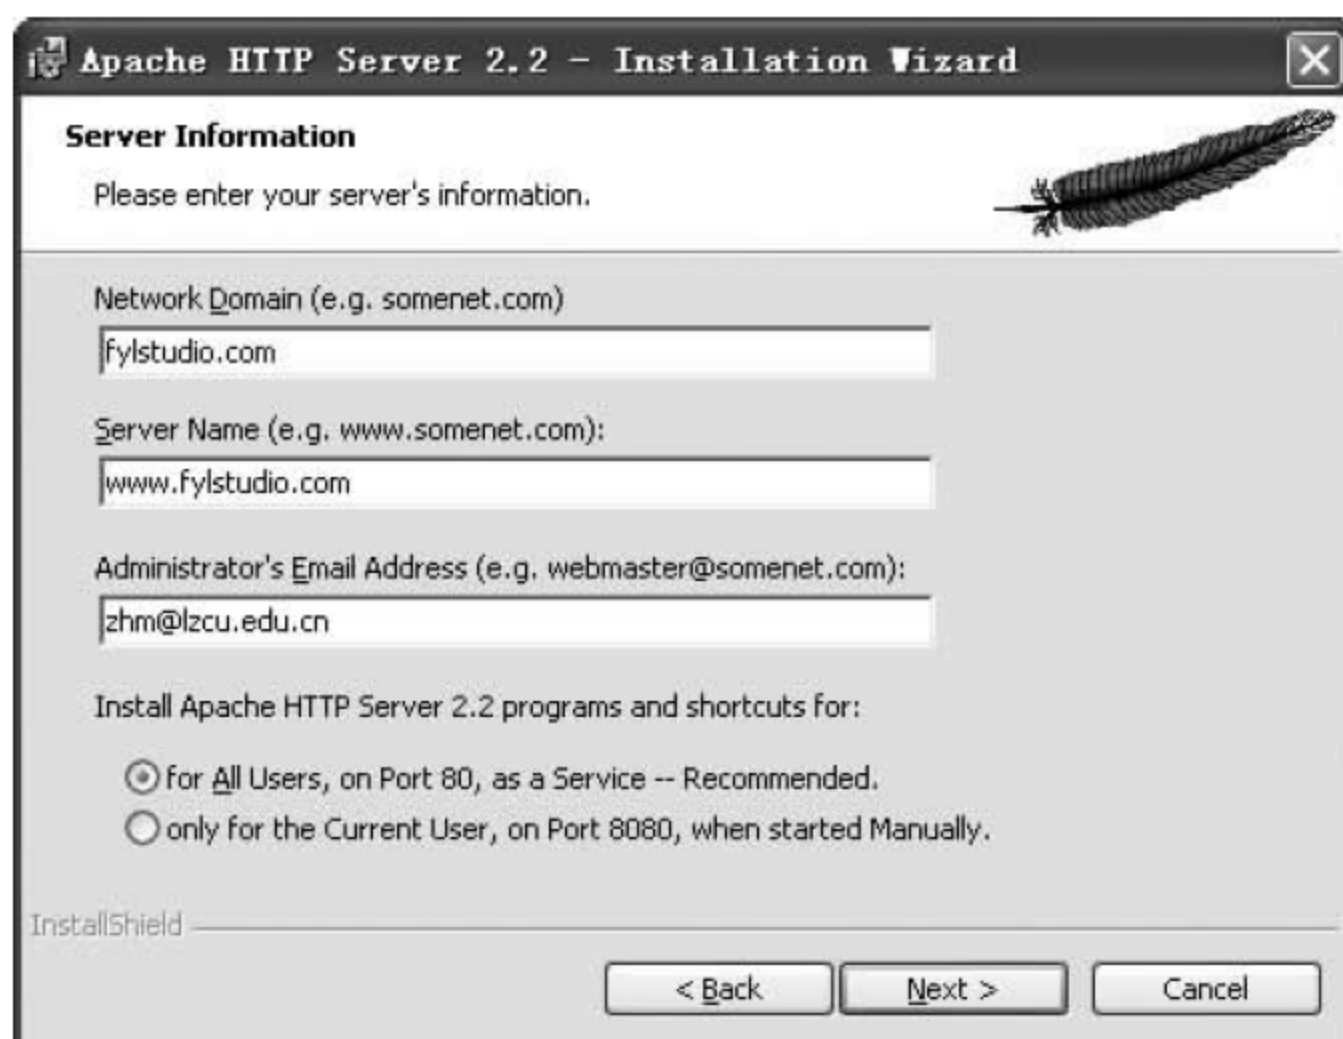 Apache HTTP Server 2.2 - Installation Wizard
Server Information
Please enter your server's information.
Network Domain (e.g. somenet.com)
fylstudio.com
Server Name (e.g. www.somenet.com):
www.fylstudio.com
Administrator's Email Address (e.g. webmaster@somenet.com):
zhm@lzcu.edu.cn
Install Apache HTTP Server 2.2 programs and shortcuts for:
for All Users, on Port 80, as a Service -- Recommended.
only for the Current User, on Port 8080, when started Manually.
InstallShield
< Back Next > Cancel